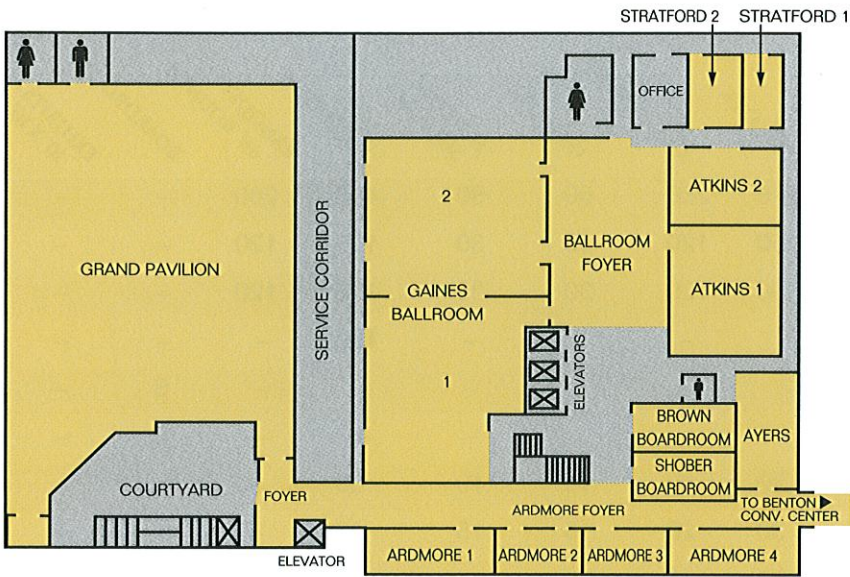 STRATFORD 2
STRATFORD 1
OFFICE
ATKINS 2
2
BALLROOM
FOYER
GRAND PAVILION
SERVICE CORRIDOR
GAINES
BALLROOM
ATKINS 1
1
ELEVATORS
BROWN
BOARDROOM
AYERS
SHOBER
BOARDROOM
COURTYARD
FOYER
ARDMORE FOYER
TO BENTON
CONV. CENTER
ELEVATOR
ARDMORE 1
ARDMORE 2
ARDMORE 3
ARDMORE 4